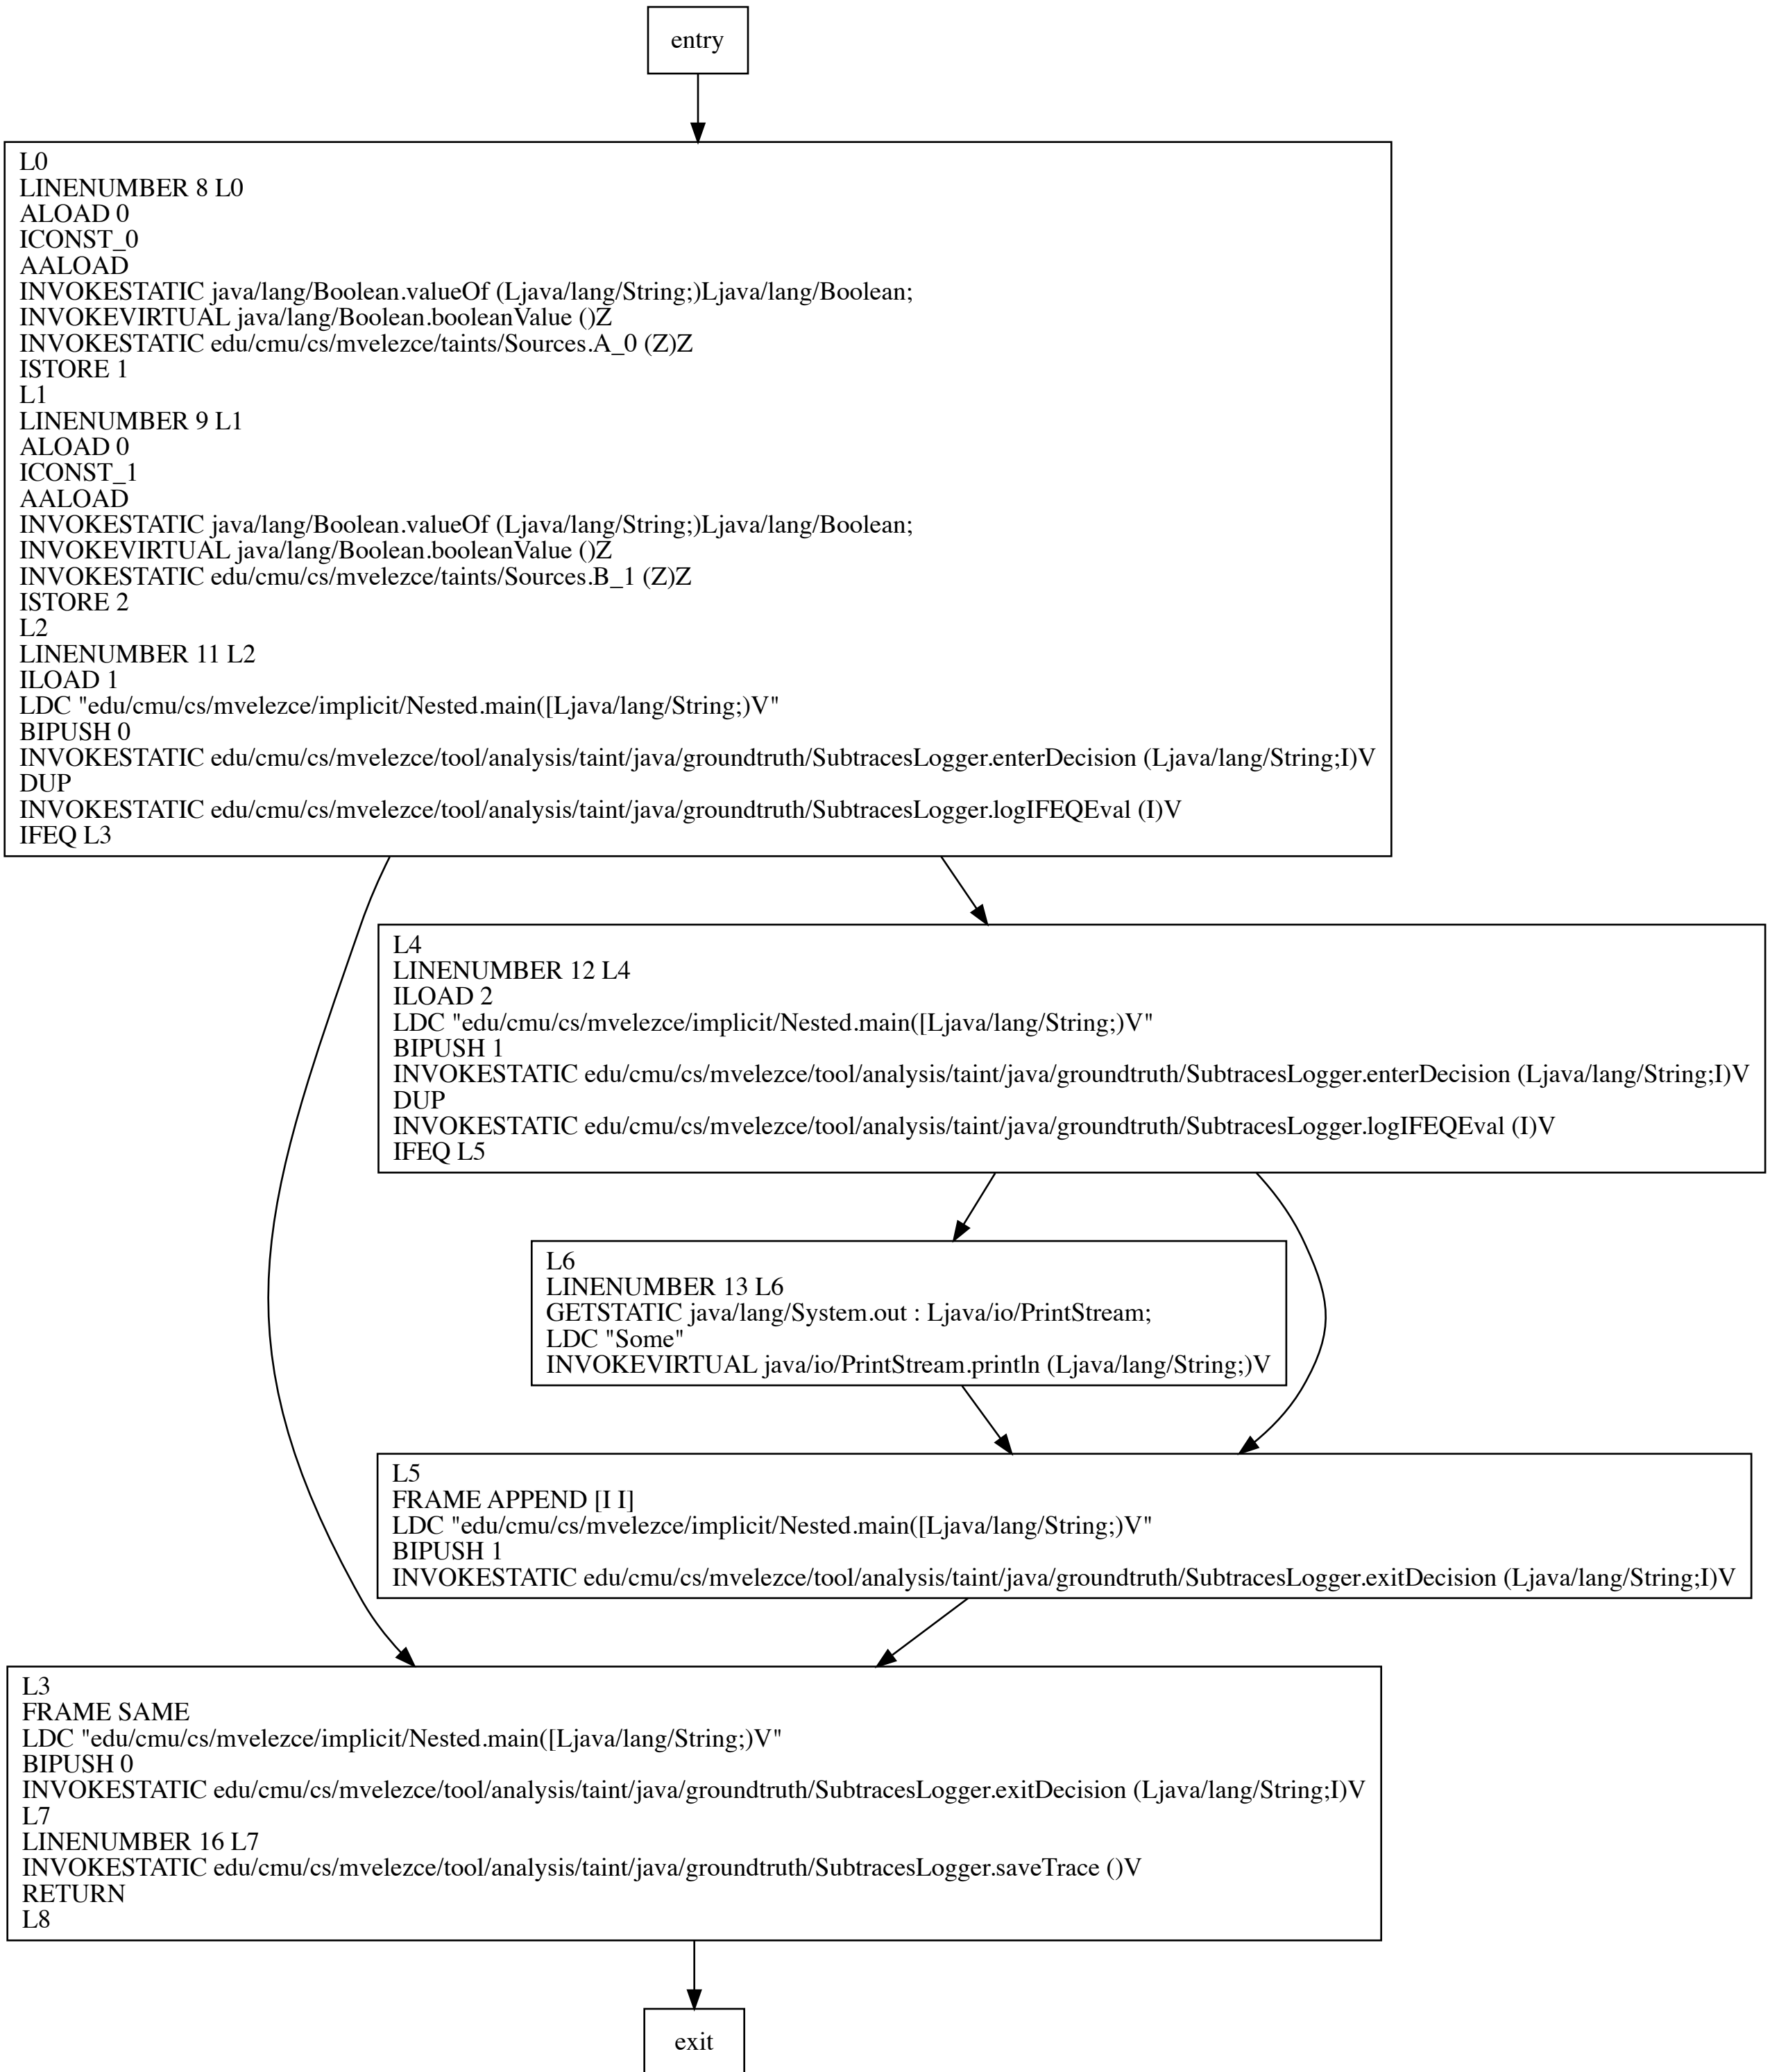 entry
L0
LINENUMBER 8 L0
ALOAD 0
ICONST_0
AALOAD
INVOKESTATIC java/lang/Boolean.valueOf (Ljava/lang/String;)Ljava/lang/Boolean;
INVOKEVIRTUAL java/lang/Boolean.booleanValue ()Z
INVOKESTATIC edu/cmu/cs/mvelezce/taints/Sources.A_0 (Z)Z
ISTORE 1
L1
LINENUMBER 9 L1
ALOAD 0
ICONST_1
AALOAD
INVOKESTATIC java/lang/Boolean.valueOf (Ljava/lang/String;)Ljava/lang/Boolean;
INVOKEVIRTUAL java/lang/Boolean.booleanValue ()Z
INVOKESTATIC edu/cmu/cs/mvelezce/taints/Sources.B_1 (Z)Z
ISTORE 2
L2
LINENUMBER 11 L2
ILOAD 1
LDC "edu/cmu/cs/mvelezce/implicit/Nested.main([Ljava/lang/String;)V"
BIPUSH 0
INVOKESTATIC edu/cmu/cs/mvelezce/tool/analysis/taint/java/groundtruth/SubtracesLogger.enterDecision (Ljava/lang/String;I)V
DUP
INVOKESTATIC edu/cmu/cs/mvelezce/tool/analysis/taint/java/groundtruth/SubtracesLogger.logIFEQEval (I)V
IFEQ L3
L4
LINENUMBER 12 L4
ILOAD 2
LDC "edu/cmu/cs/mvelezce/implicit/Nested.main([Ljava/lang/String;)V"
BIPUSH 1
INVOKESTATIC edu/cmu/cs/mvelezce/tool/analysis/taint/java/groundtruth/SubtracesLogger.enterDecision (Ljava/lang/String;I)V
DUP
INVOKESTATIC edu/cmu/cs/mvelezce/tool/analysis/taint/java/groundtruth/SubtracesLogger.logIFEQEval (I)V
IFEQ L5
L6
LINENUMBER 13 L6
GETSTATIC java/lang/System.out : Ljava/io/PrintStream;
LDC "Some"
INVOKEVIRTUAL java/io/PrintStream.println (Ljava/lang/String;)V
L5
FRAME APPEND [I I]
LDC "edu/cmu/cs/mvelezce/implicit/Nested.main([Ljava/lang/String;)V"
BIPUSH 1
INVOKESTATIC edu/cmu/cs/mvelezce/tool/analysis/taint/java/groundtruth/SubtracesLogger.exitDecision (Ljava/lang/String;I)V
L3
FRAME SAME
LDC "edu/cmu/cs/mvelezce/implicit/Nested.main([Ljava/lang/String;)V"
BIPUSH 0
INVOKESTATIC edu/cmu/cs/mvelezce/tool/analysis/taint/java/groundtruth/SubtracesLogger.exitDecision (Ljava/lang/String;I)V
L7
LINENUMBER 16 L7
INVOKESTATIC edu/cmu/cs/mvelezce/tool/analysis/taint/java/groundtruth/SubtracesLogger.saveTrace ()V
RETURN
L8
exit